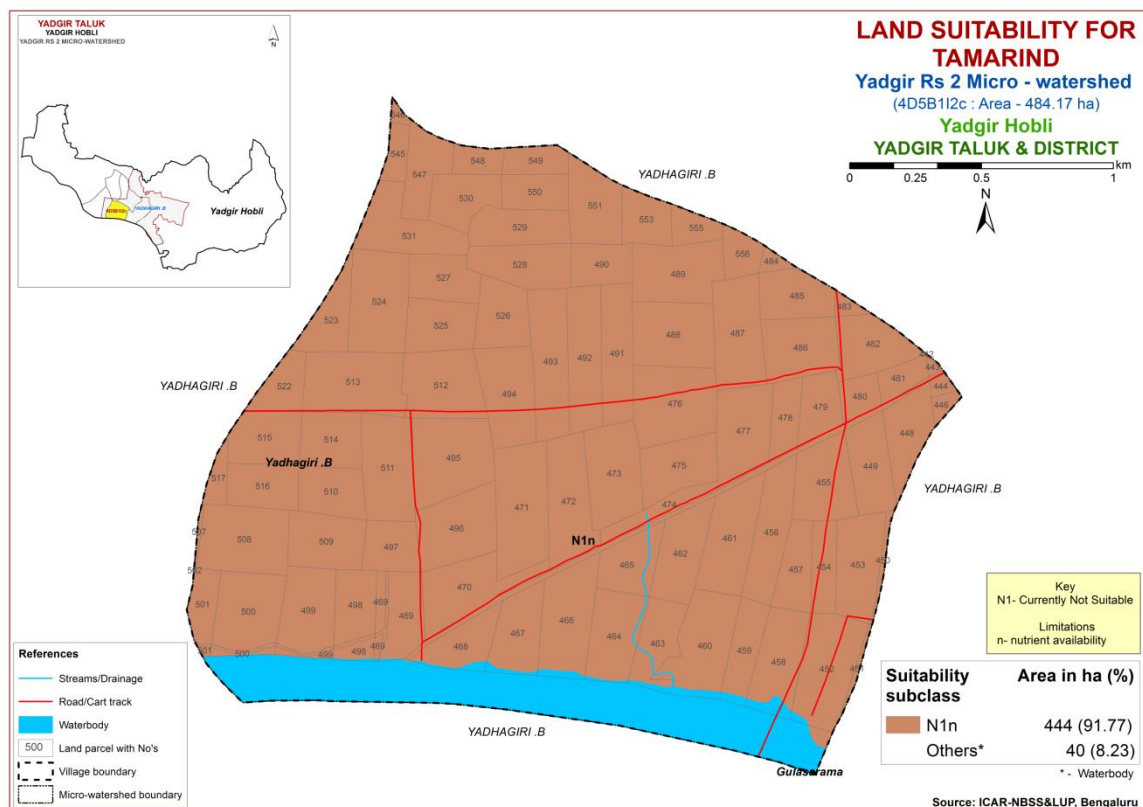 YADGIR TALUK
YADGIR HOBLI
YADGIR RS 2 MICRO-WATERSHED
N
4D5B1I2c
YADHAGIRI .B
Yadgir Hobli
LAND SUITABILITY FOR
TAMARIND
Yadgir Rs 2 Micro - watershed
(4D5B1I2c : Area - 484.17 ha)
Yadgir Hobli
YADGIR TALUK & DISTRICT
km
0 0.25 0.5 1
N
546
545 548 549
547
YADHAGIRI .B
530 550
551 553 555
529
531
556 484
528 490 489
527 485
524 526 483
523 525 488 487
482
493 492 491 486
442
443
YADHAGIRI .B
522 513 512 494 481 444
480
476 479 446
478
477 448
515 514
Yadhagiri .B 511 495 475 449
517 516 510 473 455
YADHAGIRI .B
471 472 474
507 496 461 456
508 509 497 N1n
462 450
502 465 457 454 453
470
501 500 499 498 469 469
466
467 464 463 460
468 459
501 500 499 498 469 458 452 451
YADHAGIRI .B
Gulasarama
Key
N1- Currently Not Suitable
Limitations
n- nutrient availability
References
Streams/Drainage
Road/Cart track
Waterbody
500 Land parcel with No's
Village boundary
Micro-watershed boundary
Suitability Area in ha (%)
subclass
N1n 444 (91.77)
Others* 40 (8.23)
* - Waterbody
Source: ICAR-NBSS&LUP, Bengaluru